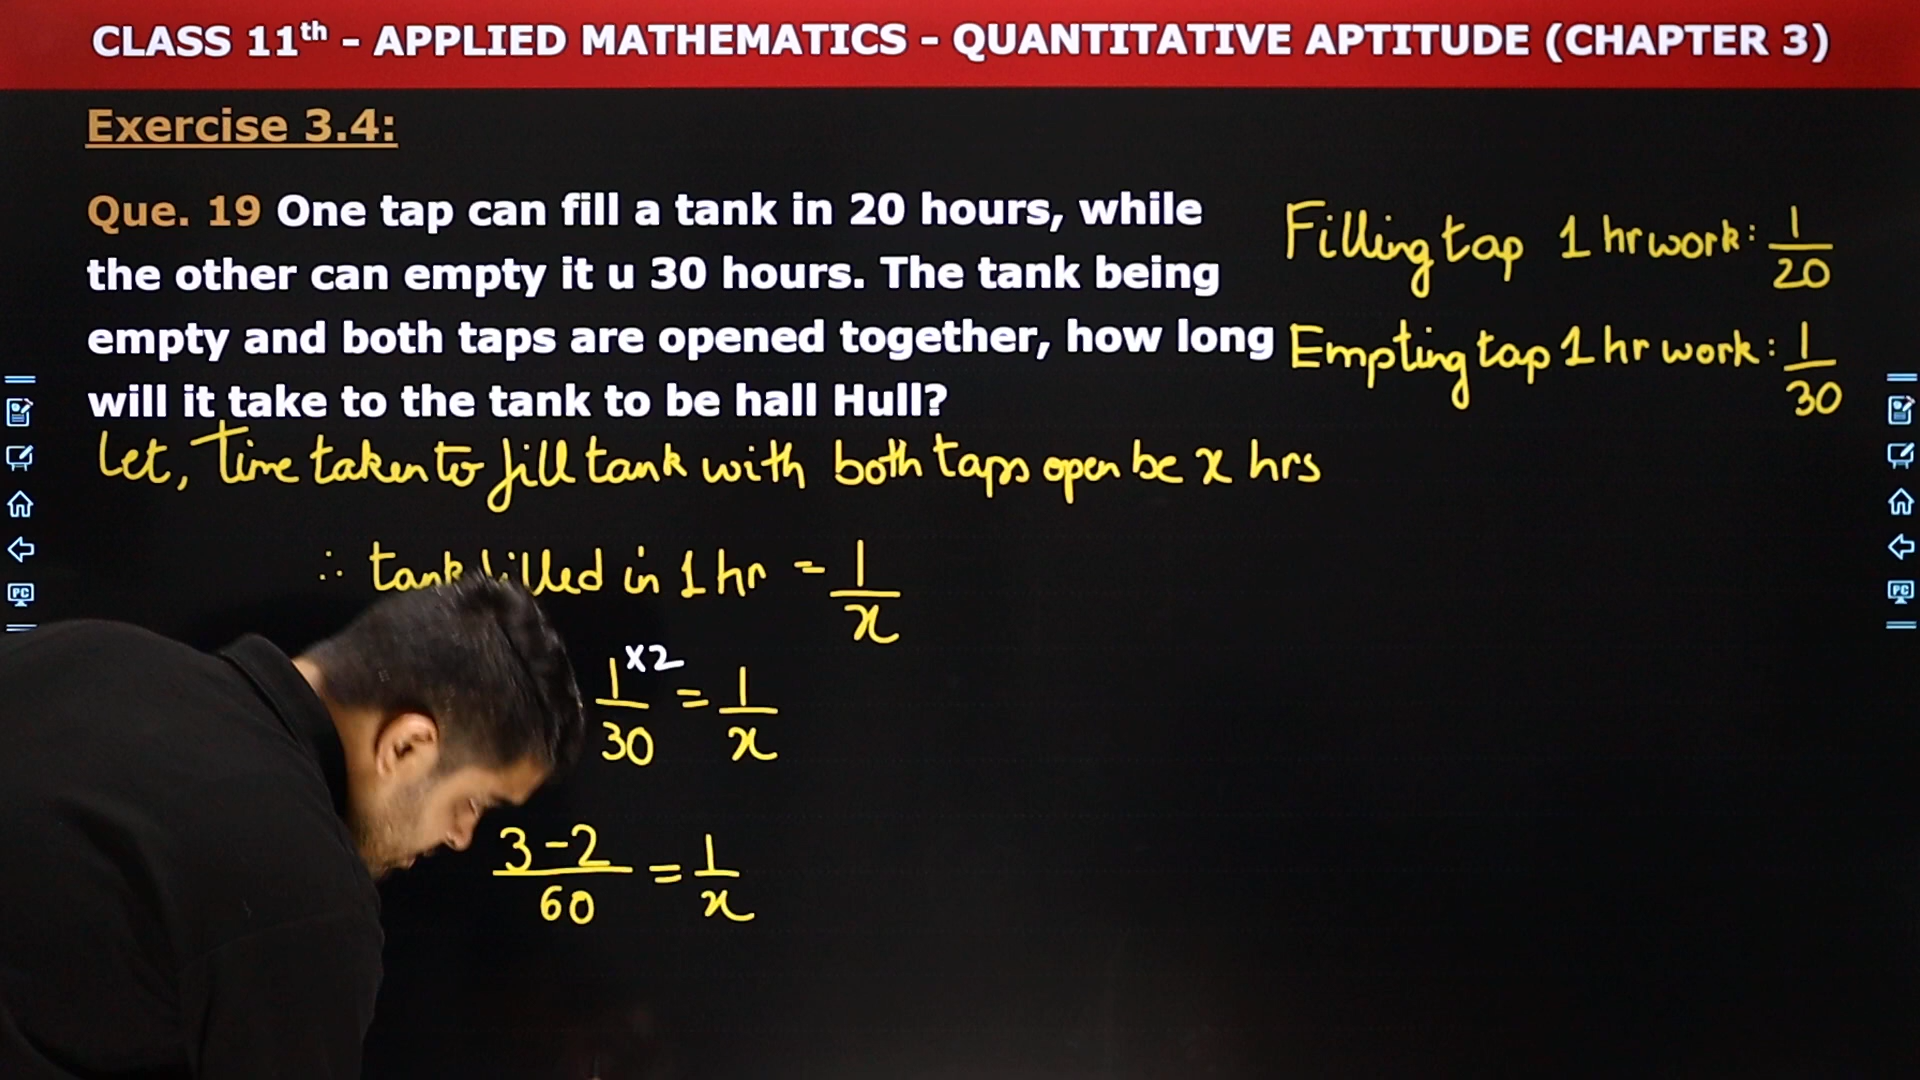 CLASS 11th - APPLIED MATHEMATICS - QUANTITATIVE APTITUDE (CHAPTER 3)
Exercise 3.4:
Que. 19 One tap can fill a tank in 20 hours, while
the other can empty it u 30 hours. The tank being
empty and both taps are opened together, how long
will it take to the tank to be hall Hull?
Filling tap 1 hr work: 1/20
Empting tap 1 hr work: 1/30
Let, Time taken to fill tank with both taps open be x hrs
∴ tank filled in 1 hr = 1/x
1/30 ×2 = 1/x
3-2/60 = 1/x
PC
PC